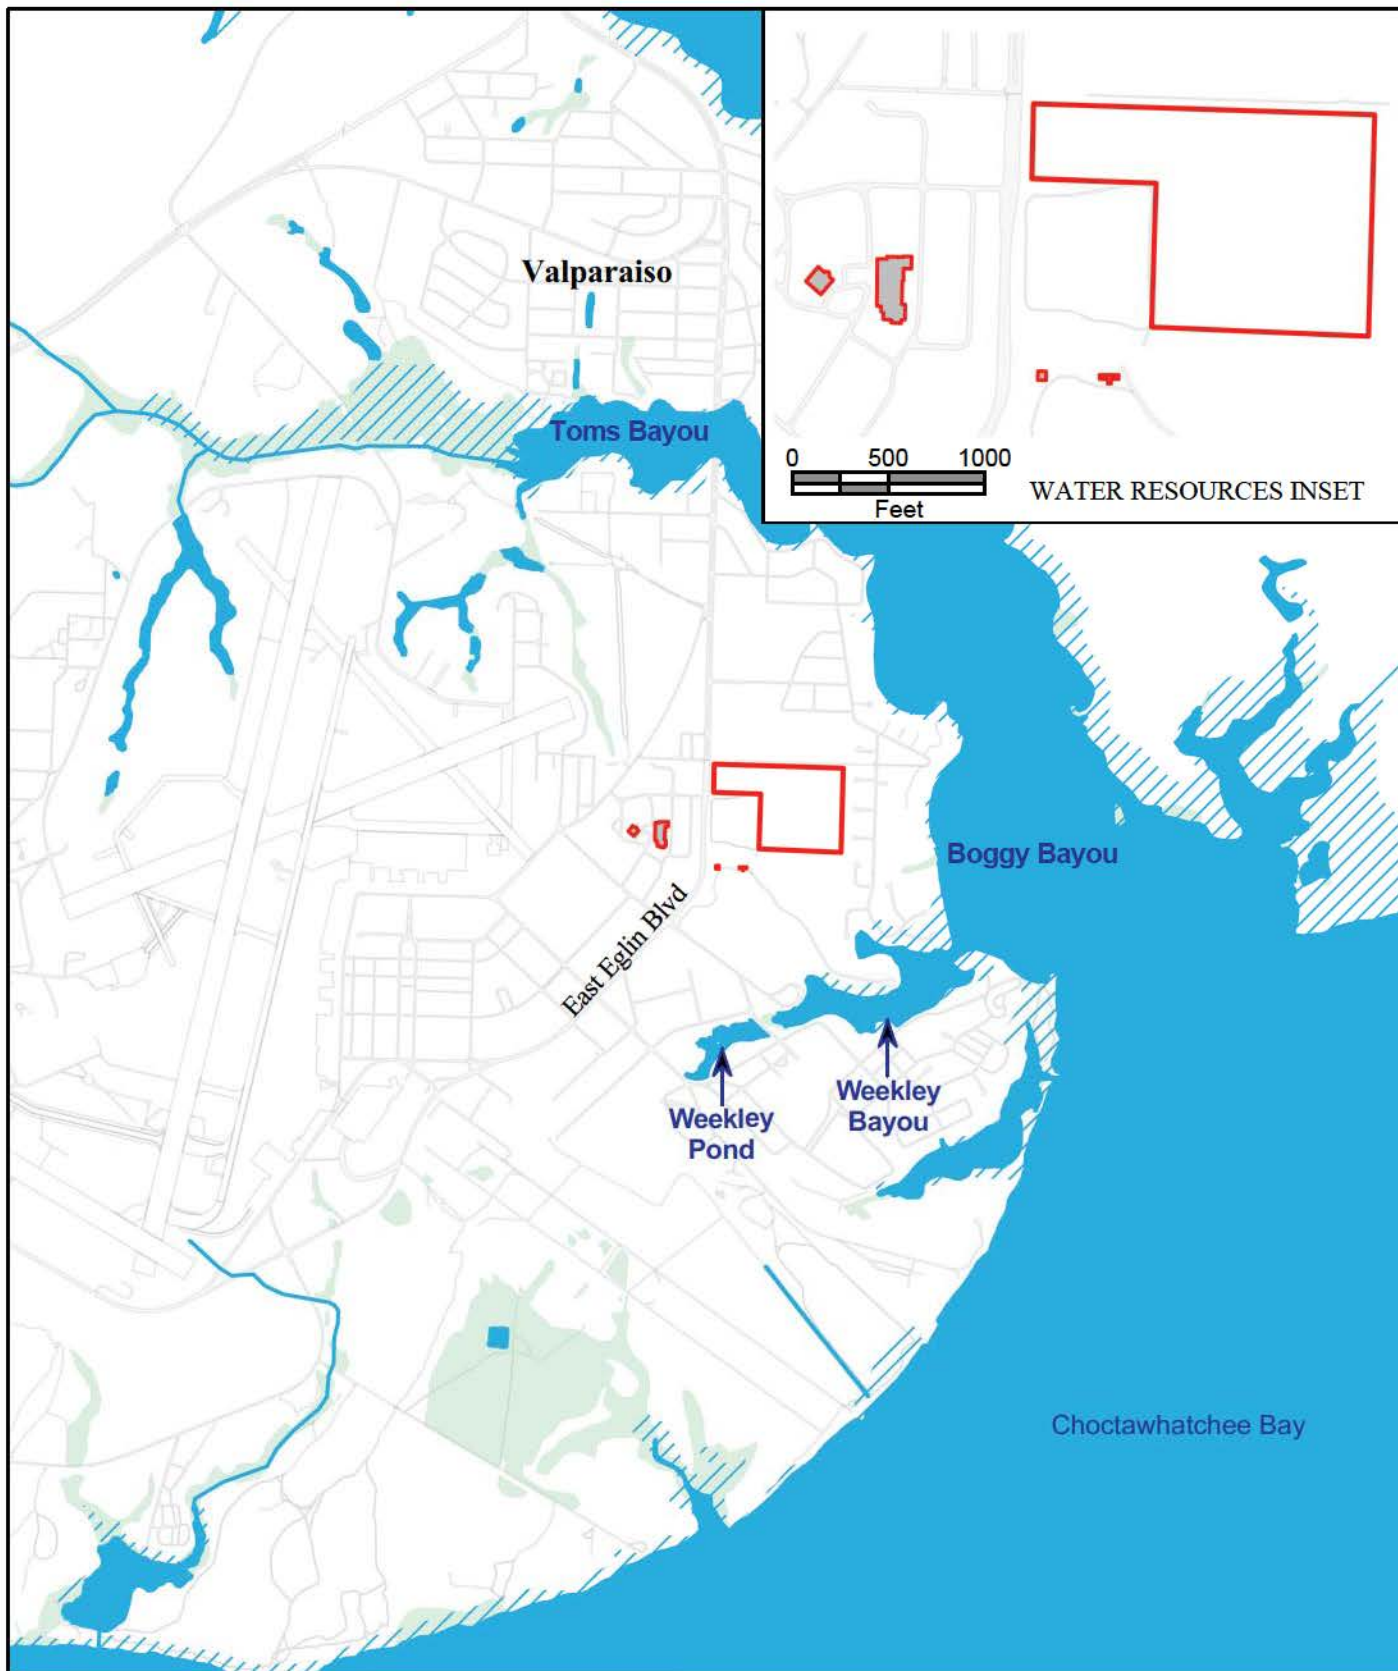 0 500 1000
Feet
WATER RESOURCES INSET
Valparaiso
Toms Bayou
Boggy Bayou
East Eglin Blvd
Weekley
Pond
Weekley
Bayou
Choctawhatchee Bay